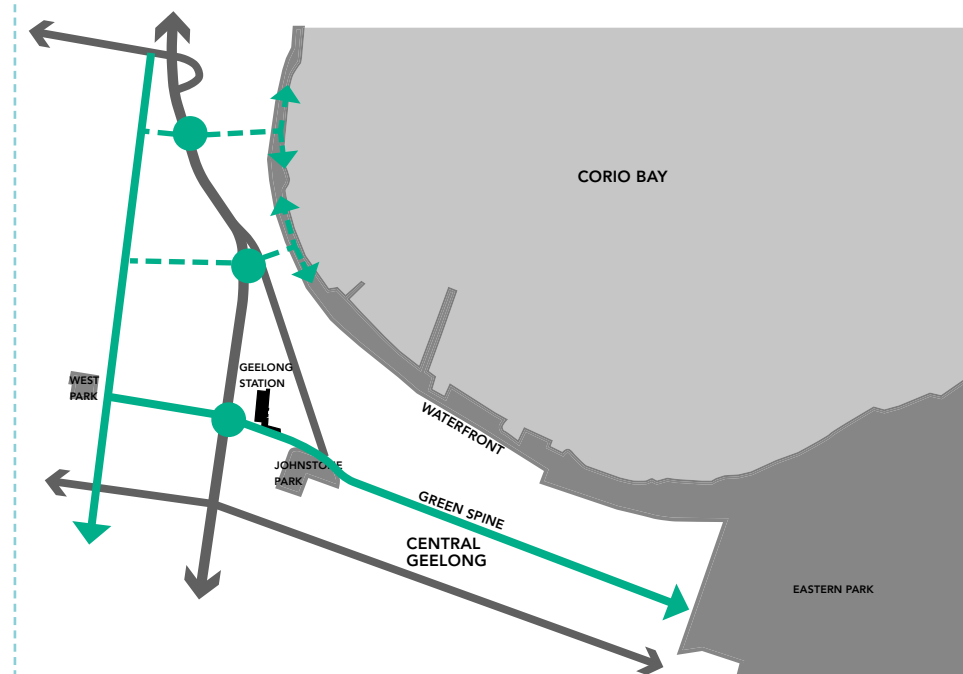 CORIO BAY
GEELONG
STATION
WEST
PARK
WATERFRONT
JOHNSTONE
PARK
GREEN SPINE
CENTRAL
GEELONG
EASTERN PARK